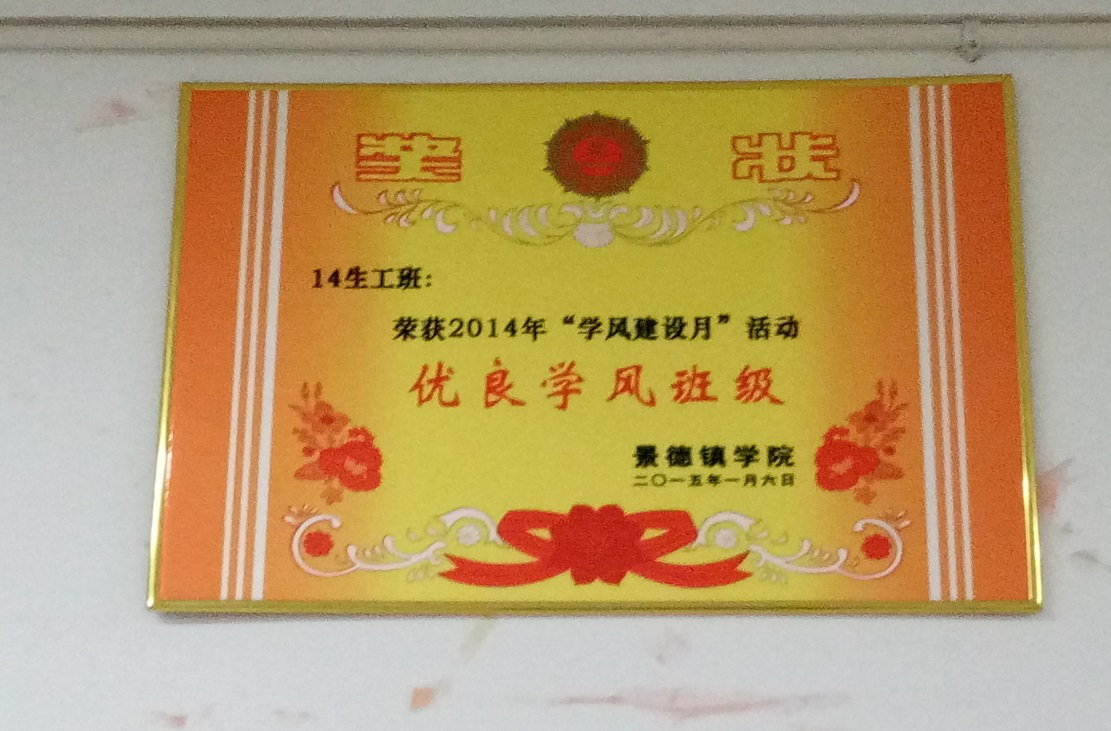 奖 状
14生工班:
荣获2014年“学风建设月”活动
优良学风班级
景德镇学院
二〇一五年一月六日